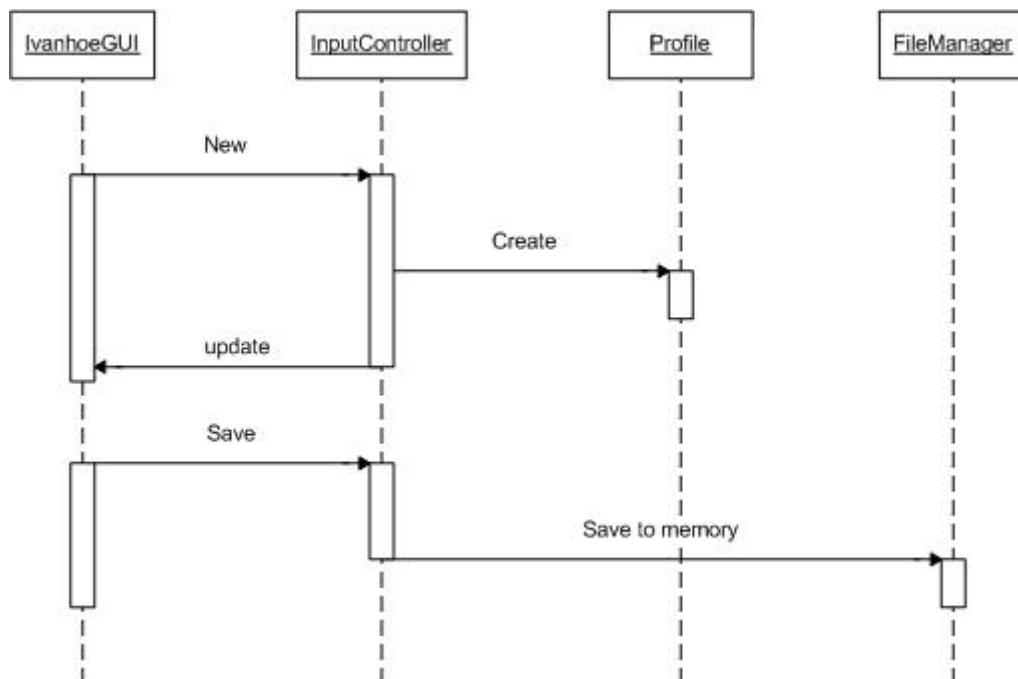 IvanhoeGUI
InputController
Profile
FileManager
New
Create
update
Save
Save to memory